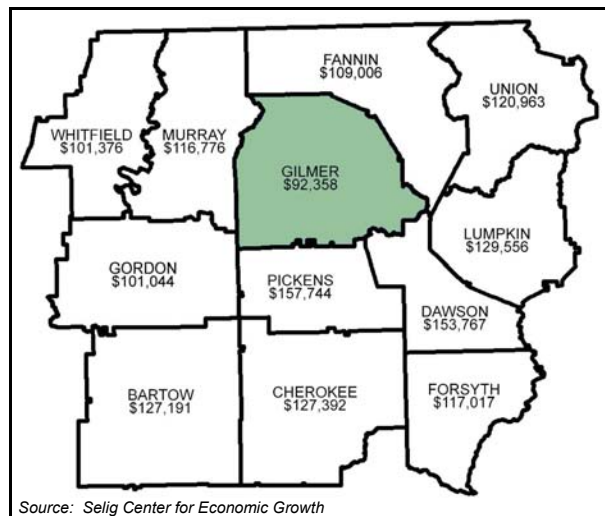 FANNIN
$109,006
UNION
$120,963
WHITFIELD
$101,376
MURRAY
$116,776
GILMER
$92,358
LUMPKIN
$129,556
GORDON
$101,044
PICKENS
$157,744
DAWSON
$153,767
BARTOW
$127,191
CHEROKEE
$127,392
FORSYTH
$117,017
Source: Selig Center for Economic Growth